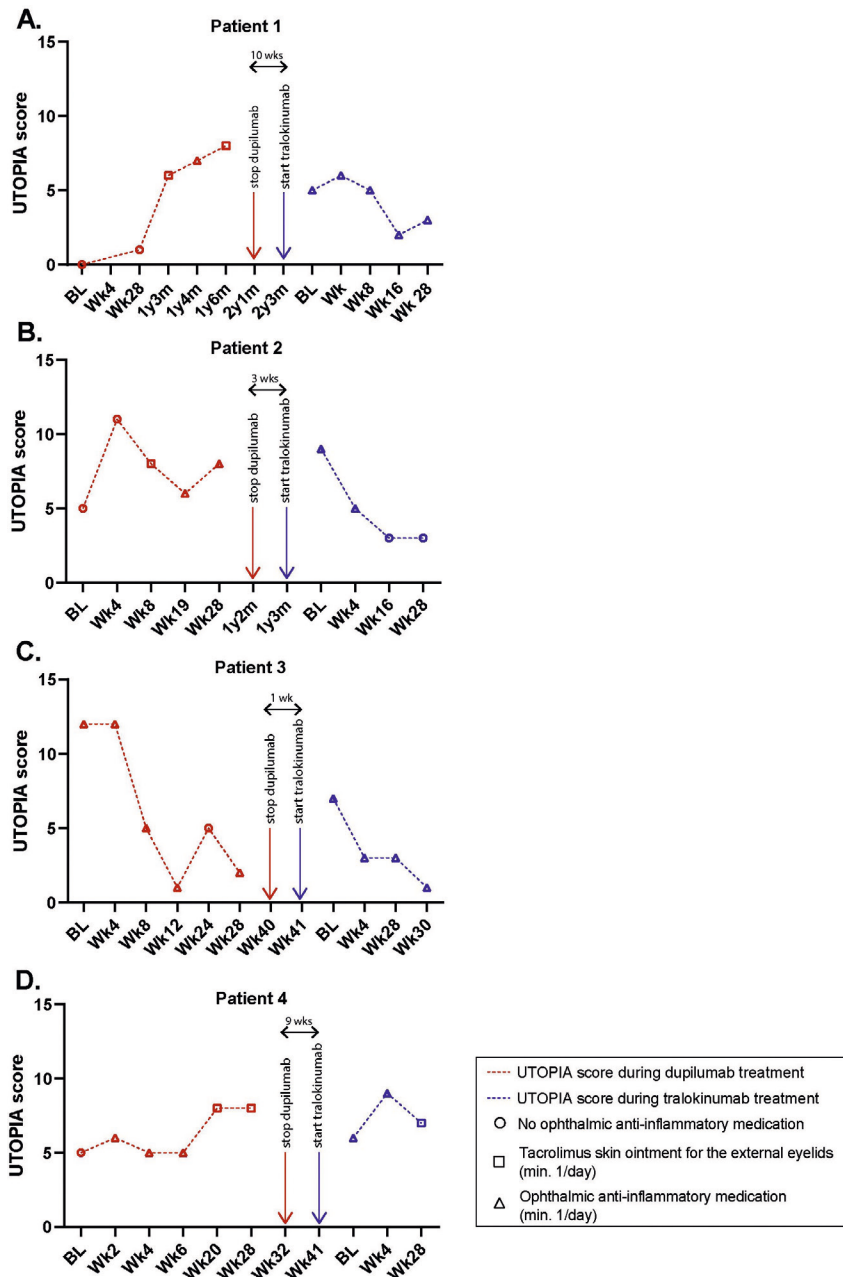 A.
Patient 1
10 wks
stop dupilumab
start tralokinumab
UTOPIA score
15
10
5
0
BL
Wk4
Wk28
1y3m
1y4m
1y6m
2y1m
2y3m
BL
Wk
Wk8
Wk16
Wk 28
B.
Patient 2
3 wks
stop dupilumab
start tralokinumab
UTOPIA score
15
10
5
0
BL
Wk4
Wk8
Wk19
Wk28
1y2m
1y3m
BL
Wk4
Wk16
Wk28
C.
Patient 3
1 wk
stop dupilumab
start tralokinumab
UTOPIA score
15
10
5
0
BL
Wk4
Wk8
Wk12
Wk24
Wk28
Wk40
Wk41
BL
Wk4
Wk28
Wk30
D.
Patient 4
9 wks
stop dupilumab
start tralokinumab
UTOPIA score
15
10
5
0
BL
Wk2
Wk4
Wk6
Wk20
Wk28
Wk32
Wk41
BL
Wk4
Wk28
UTOPIA score during dupilumab treatment
UTOPIA score during tralokinumab treatment
No ophthalmic anti-inflammatory medication
Tacrolimus skin ointment for the external eyelids
(min. 1/day)
Ophthalmic anti-inflammatory medication
(min. 1/day)